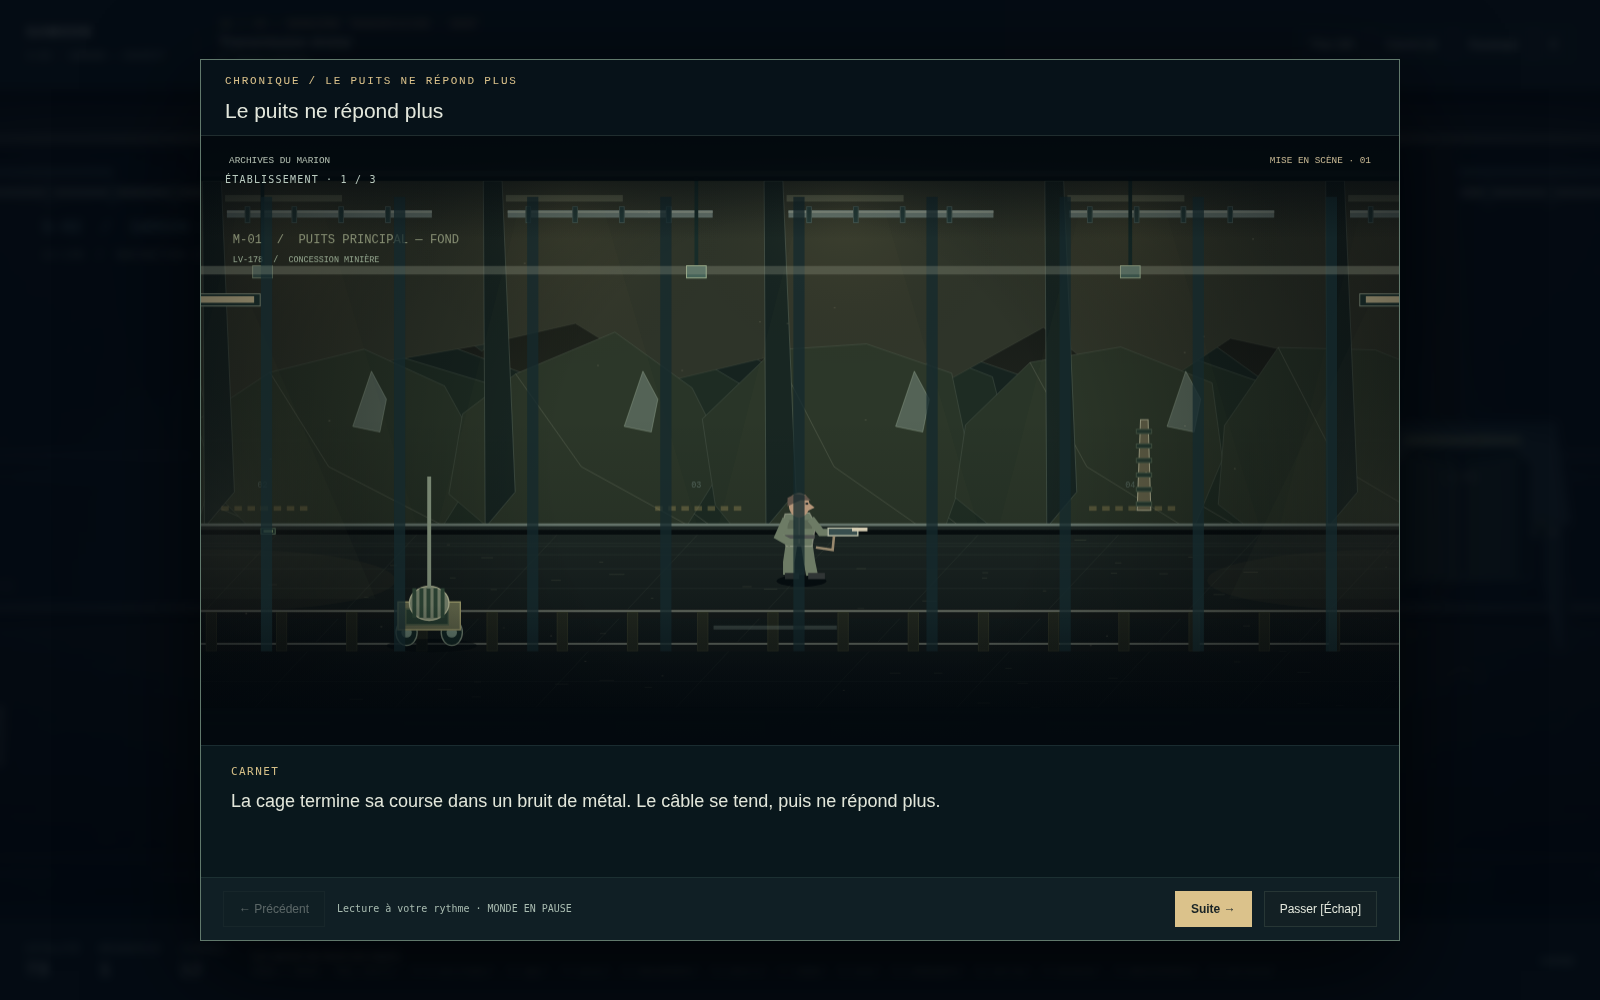 CHRONIQUE / LE PUITS NE RÉPOND PLUS
Le puits ne répond plus
ARCHIVES DU MARION
MISE EN SCÈNE · 01
ÉTABLISSEMENT · 1 / 3
M-01 / PUITS PRINCIPAL — FOND
LV-178 / CONCESSION MINIÈRE
03
04
CARNET
La cage termine sa course dans un bruit de métal. Le câble se tend, puis ne répond plus.
← Précédent
Lecture à votre rythme · MONDE EN PAUSE
Suite →
Passer [Échap]